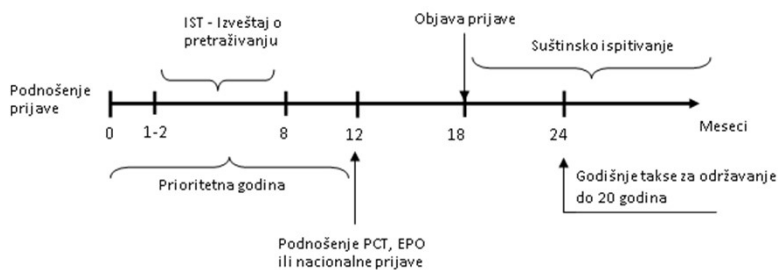 IST - Izveštaj o
pretraživanju
Objava prijave
Suštinsko ispitivanje
Podnošenje
prijave
0
1-2
8
12
18
24
Meseci
Prioritetna godina
Godišnje takse za održavanje
do 20 godina
Podnošenje PCT, EPO
ili nacionalne prijave